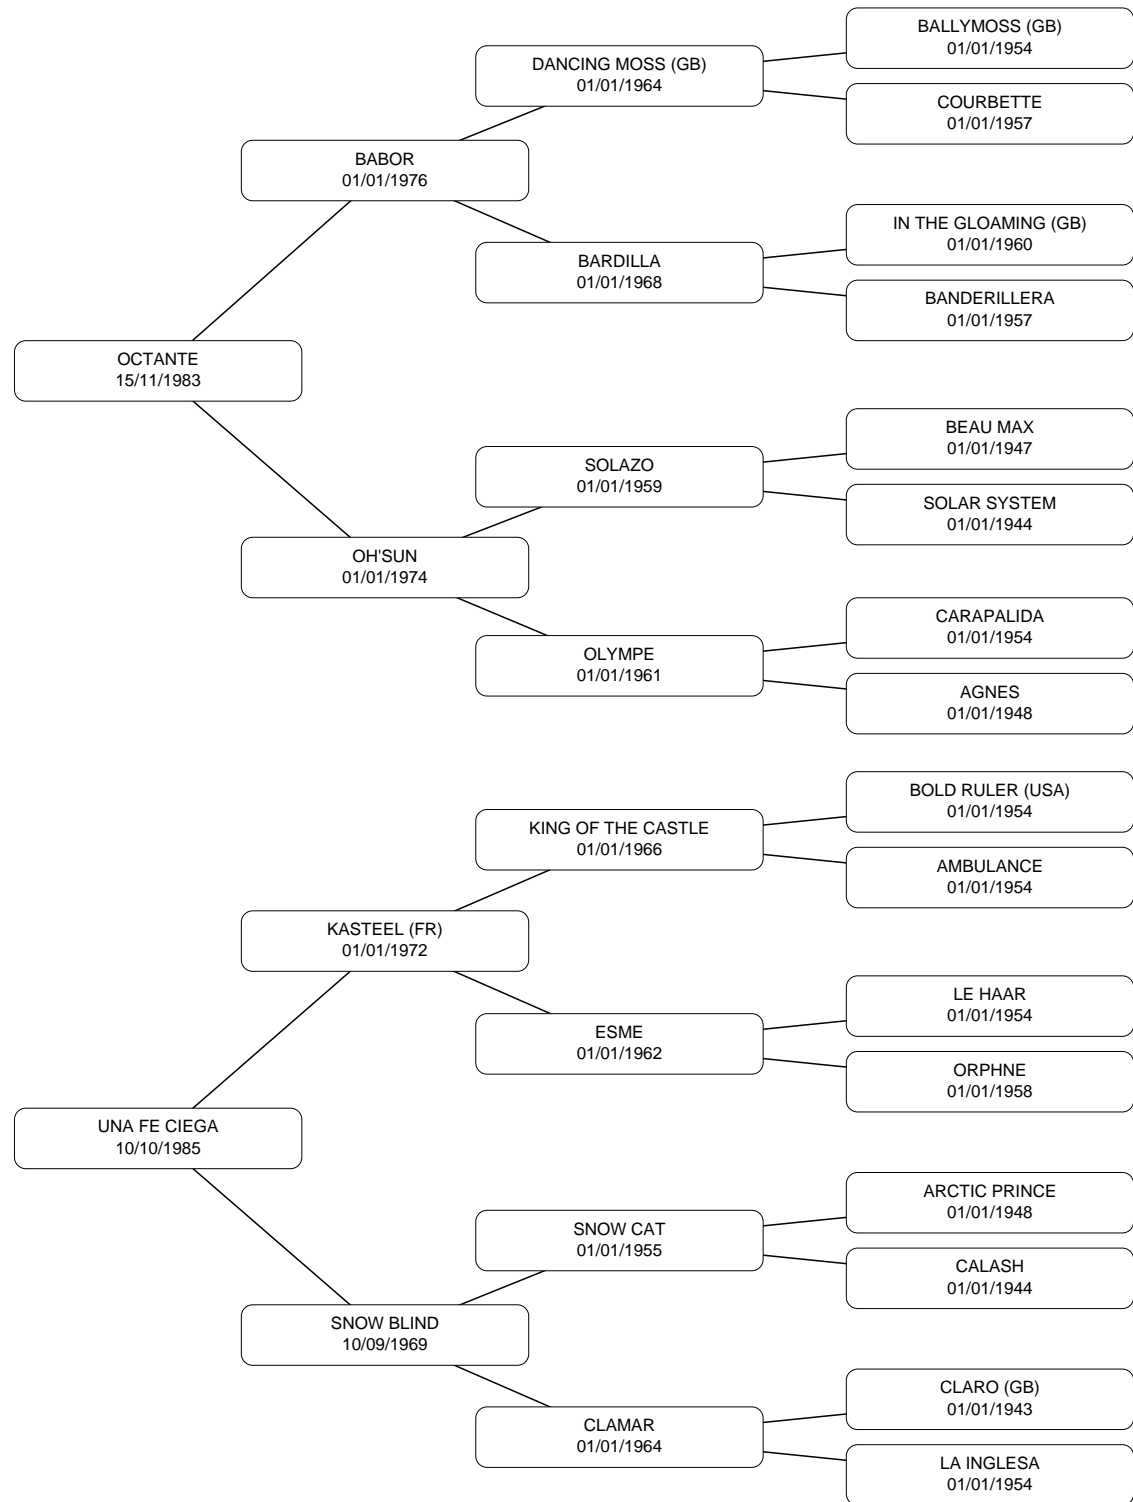 BALLYMOSS (GB)
01/01/1954
DANCING MOSS (GB)
01/01/1964
COURBETTE
01/01/1957
BABOR
01/01/1976
IN THE GLOAMING (GB)
01/01/1960
BARDILLA
01/01/1968
BANDERILLERA
01/01/1957
OCTANTE
15/11/1983
BEAU MAX
01/01/1947
SOLAZO
01/01/1959
SOLAR SYSTEM
01/01/1944
OH'SUN
01/01/1974
CARAPALIDA
01/01/1954
OLYMPE
01/01/1961
AGNES
01/01/1948
BOLD RULER (USA)
01/01/1954
KING OF THE CASTLE
01/01/1966
AMBULANCE
01/01/1954
KASTEEL (FR)
01/01/1972
LE HAAR
01/01/1954
ESME
01/01/1962
ORPHNE
01/01/1958
UNA FE CIEGA
10/10/1985
ARCTIC PRINCE
01/01/1948
SNOW CAT
01/01/1955
CALASH
01/01/1944
SNOW BLIND
10/09/1969
CLARO (GB)
01/01/1943
CLAMAR
01/01/1964
LA INGLESA
01/01/1954